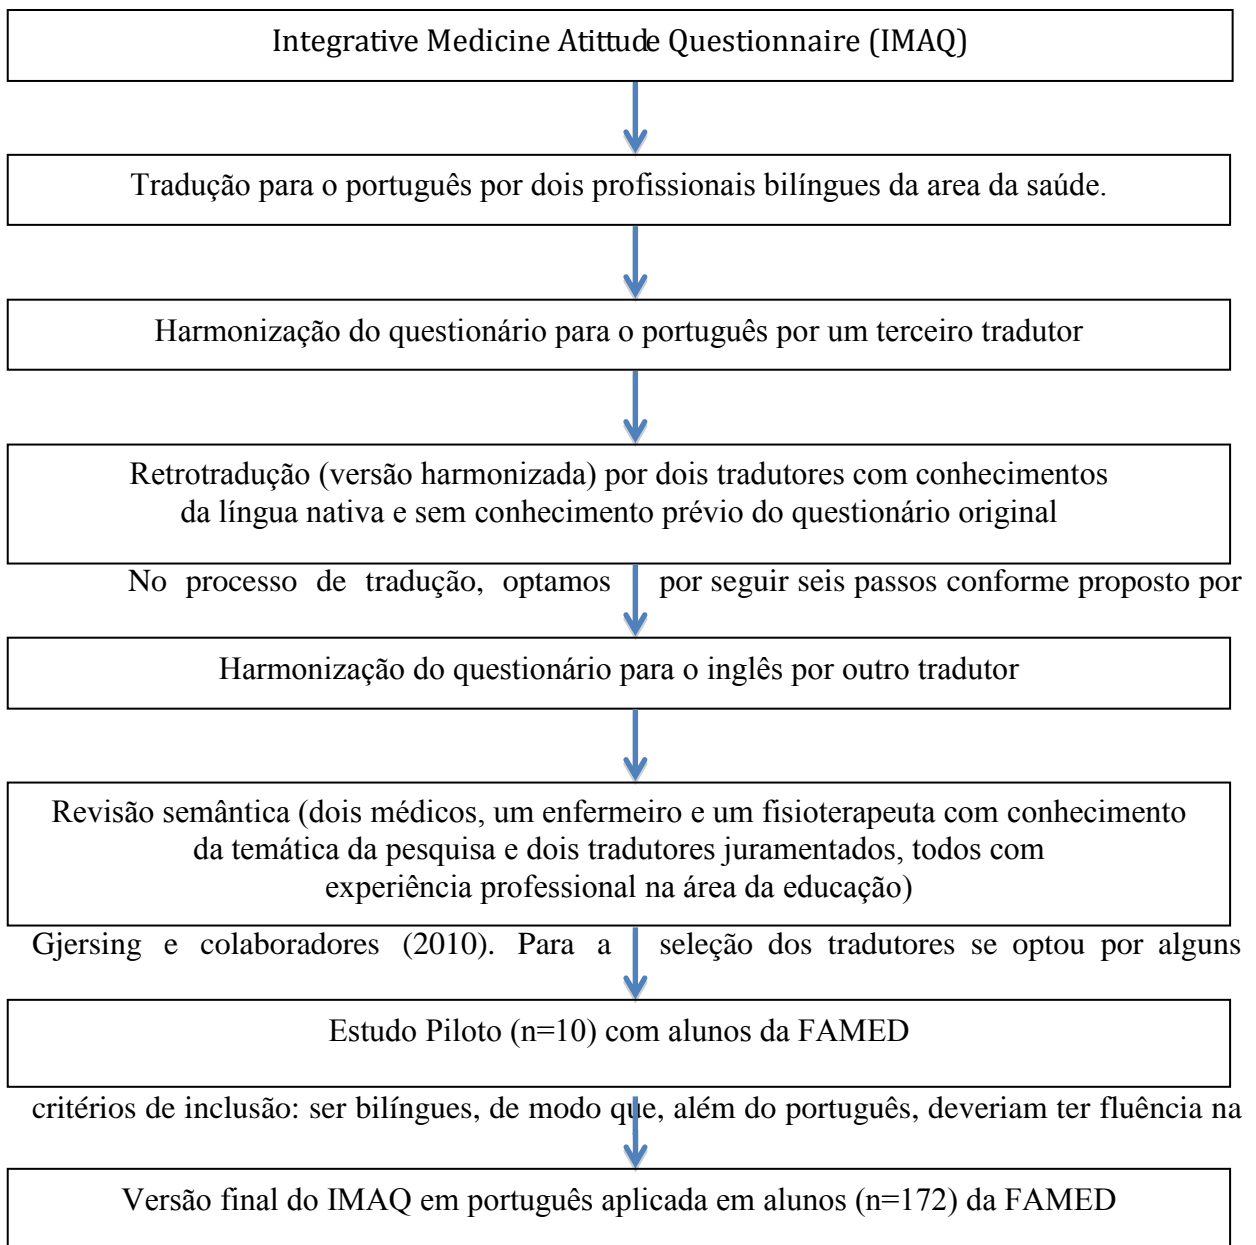 Integrative Medicine Atittude Questionnaire (IMAQ)
Tradução para o português por dois profissionais bilíngues da area da saúde.
Harmonização do questionário para o português por um terceiro tradutor
Retrotradução (versão harmonizada) por dois tradutores com conhecimentos
da língua nativa e sem conhecimento prévio do questionário original
No processo de tradução, optamos por seguir seis passos conforme proposto por
Harmonização do questionário para o inglês por outro tradutor
Revisão semântica (dois médicos, um enfermeiro e um fisioterapeuta com conhecimento
da temática da pesquisa e dois tradutores juramentados, todos com
experiência professional na área da educação)
Gjersing e colaboradores (2010). Para a seleção dos tradutores se optou por alguns
Estudo Piloto (n=10) com alunos da FAMED
critérios de inclusão: ser bilíngues, de modo que, além do português, deveriam ter fluência na
Versão final do IMAQ em português aplicada em alunos (n=172) da FAMED